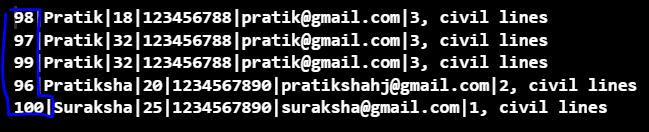 98|Pratik|18|123456788|pratik@gmail.com|3, civil lines
97|Pratik|32|123456788|pratik@gmail.com|3, civil lines
99|Pratik|32|123456788|pratik@gmail.com|3, civil lines
96|Pratiksha|20|1234567890|pratikshahj@gmail.com|2, civil lines
100|Suraksha|25|1234567890|suraksha@gmail.com|1, civil lines